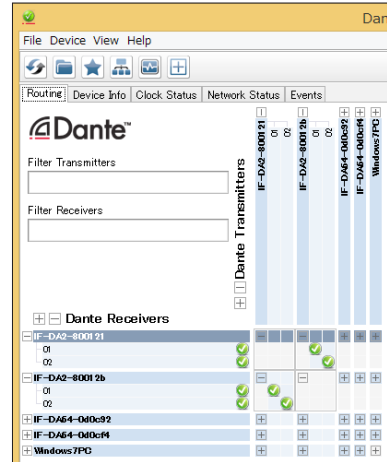 Dan
File Device View Help
Routing Device Info Clock Status Network Status Events
Dante™
Filter Transmitters
Filter Receivers
Dante Transmitters
IF-DA2-800121
01
02
IF-DA2-80012b
01
02
IF-DA64-0d0c92
IF-DA64-0d0cf4
Windows7PC
Dante Receivers
IF-DA2-800121
01
02
IF-DA2-80012b
01
02
IF-DA64-0d0c92
IF-DA64-0d0cf4
Windows7PC